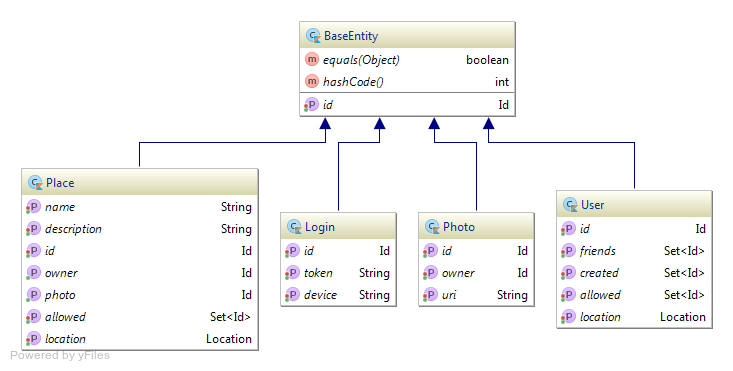 BaseEntity
equals(Object) boolean
hashCode() int
id Id
Place
name String
description String
id Id
owner Id
photo Id
allowed Set<Id>
location Location
Login
id Id
token String
device String
Photo
id Id
owner Id
uri String
User
id Id
friends Set<Id>
created Set<Id>
allowed Set<Id>
location Location
Powered by yFiles